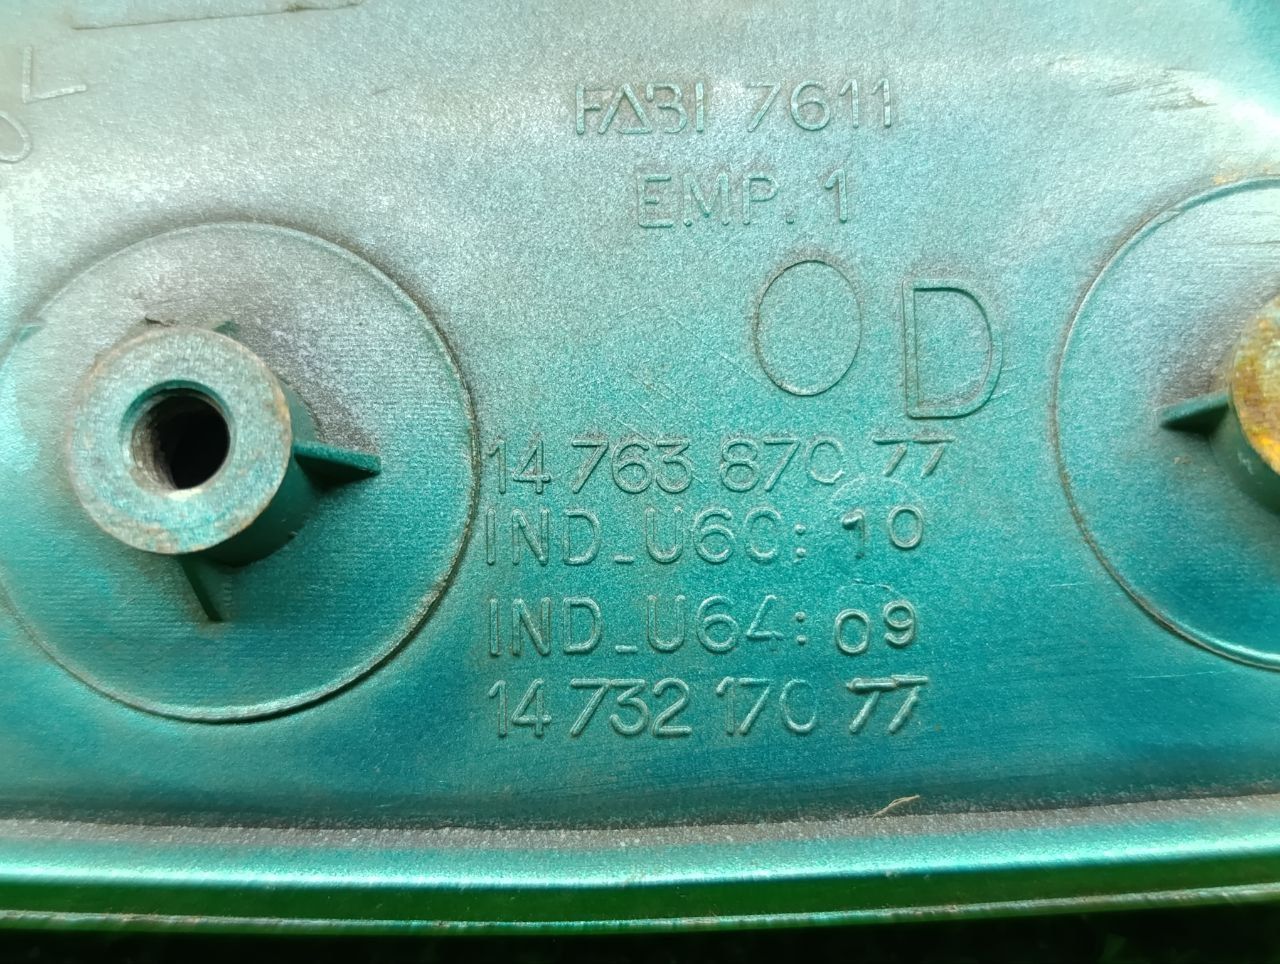 FABI 7611
EMP. 1
OD
14 763 870 77
IND_U60: 10
IND_U64: 09
14 732 170 77